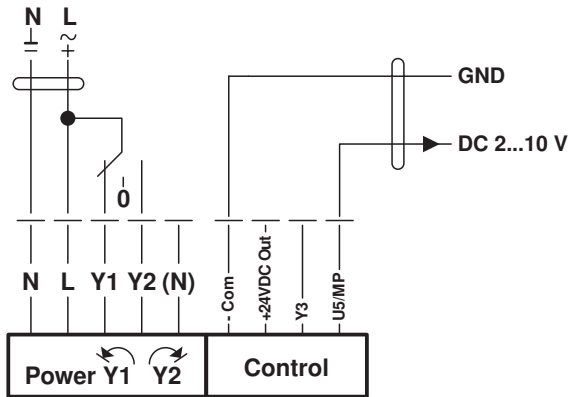 N L
⊥ ~
= +
GND
DC 2...10 V
0
N L Y1 Y2 (N)
- Com
+24VDC Out
Y3
U5/MP
Power Y1 Y2
Control